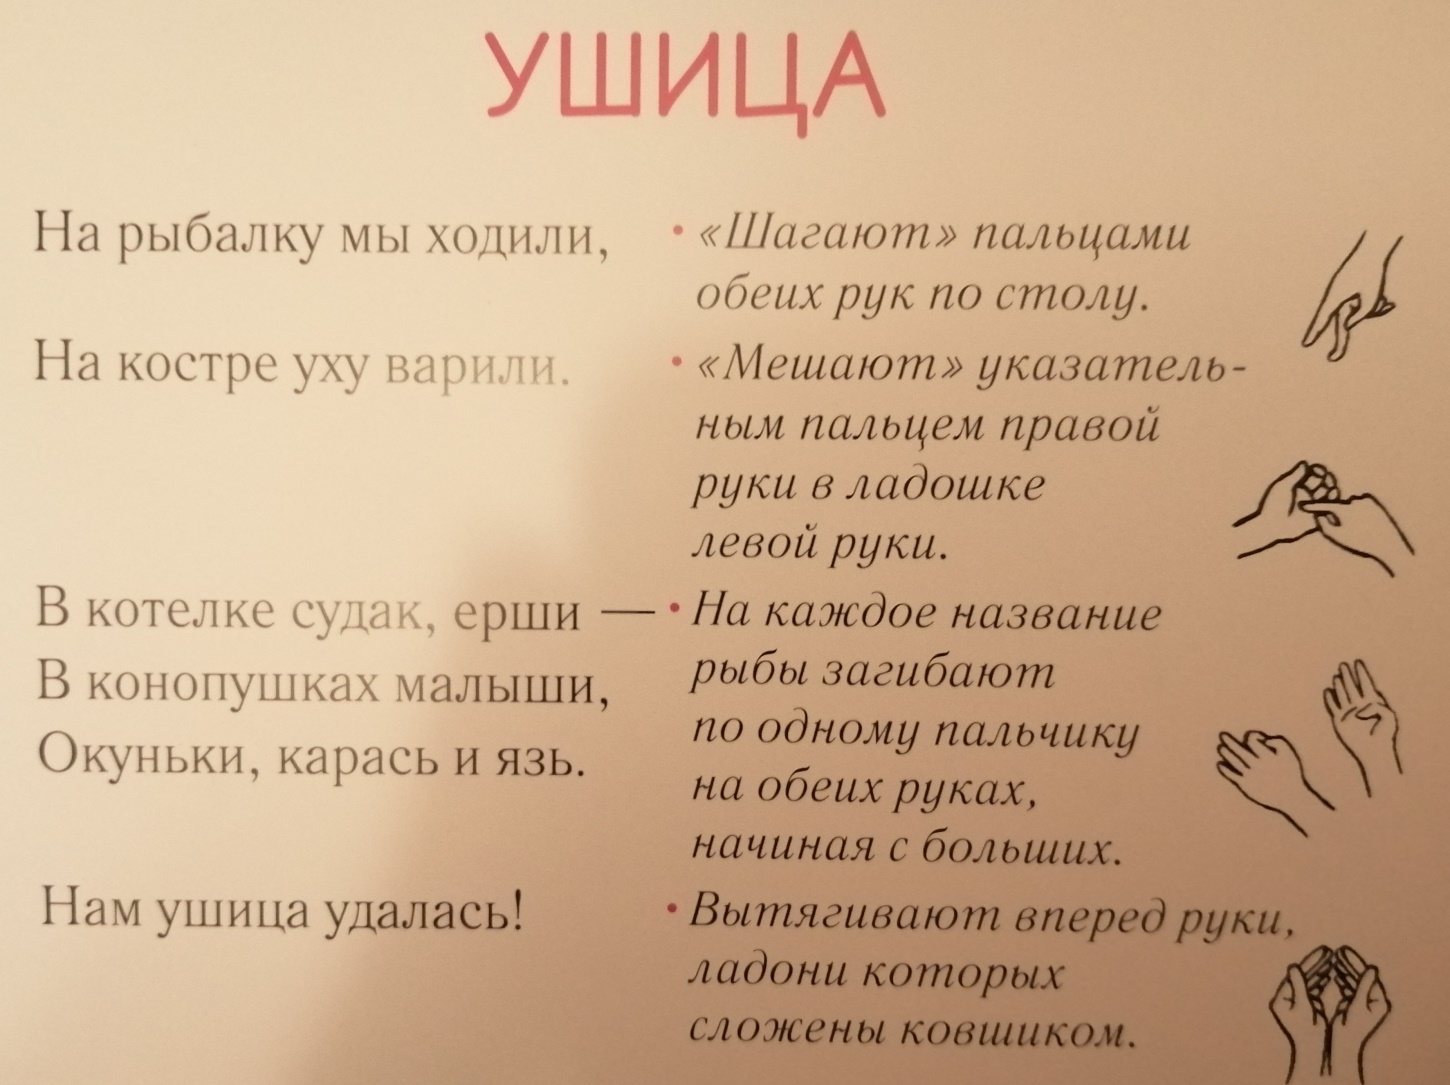 УШИЦА
На рыбалку мы ходили,
• «Шагают» пальцами
обеих рук по столу.
На костре уху варили.
• «Мешают» указатель-
ным пальцем правой
руки в ладошке
левой руки.
В котелке судак, ерши —
В конопушках малыши,
Окуньки, карась и язь.
• На каждое название
рыбы загибают
по одному пальчику
на обеих руках,
начиная с больших.
Нам ушица удалась!
• Вытягивают вперед руки,
ладони которых
сложены ковшиком.